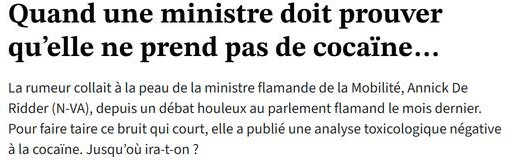 Quand une ministre doit prouver
qu’elle ne prend pas de cocaïne…
La rumeur collait à la peau de la ministre flamande de la Mobilité, Annick De
Ridder (N-VA), depuis un débat houleux au parlement flamand le mois dernier.
Pour faire taire ce bruit qui court, elle a publié une analyse toxicologique négative
à la cocaïne. Jusqu’où ira-t-on ?